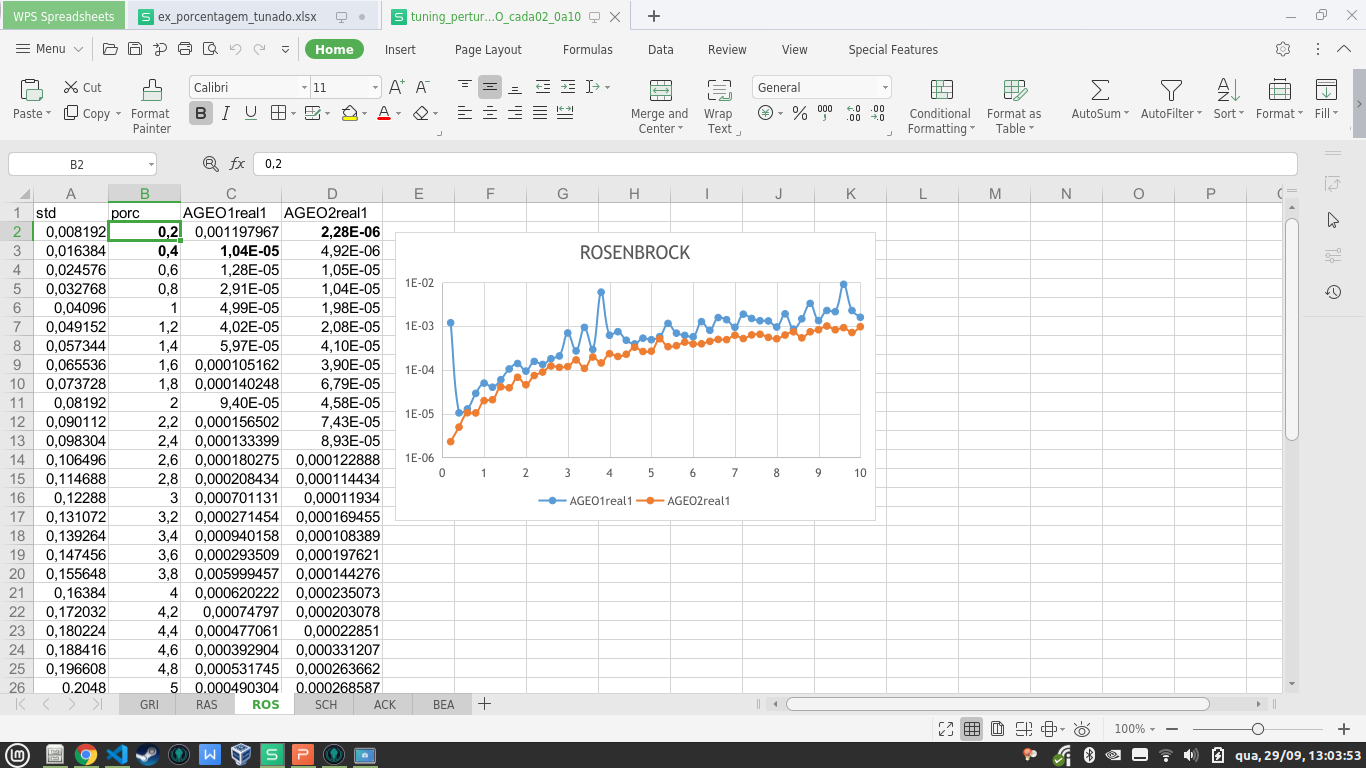 WPS Spreadsheets ex_porcentagem_tunado.xlsx tuning_pertur...O_cada02_0a10
Menu Home Insert Page Layout Formulas Data Review View Special Features
Paste Cut Copy Format Painter Calibri 11 B I U A A Merge and Center Wrap Text General Conditional Formatting Format as Table AutoSum AutoFilter Sort Format Fill
B2 fx 0,2
A B C D E F G H I J K L M N O P
1 std porc AGEO1real1 AGEO2real1
2 0,008192 0,2 0,001197967 2,28E-06
3 0,016384 0,4 1,04E-05 4,92E-06
4 0,024576 0,6 1,28E-05 1,05E-05
5 0,032768 0,8 2,91E-05 1,04E-05
6 0,04096 1 4,99E-05 1,98E-05
7 0,049152 1,2 4,02E-05 2,08E-05
8 0,057344 1,4 5,97E-05 4,10E-05
9 0,065536 1,6 0,000105162 3,90E-05
10 0,073728 1,8 0,000140248 6,79E-05
11 0,08192 2 9,40E-05 4,58E-05
12 0,090112 2,2 0,000156502 7,43E-05
13 0,098304 2,4 0,000133399 8,93E-05
14 0,106496 2,6 0,000180275 0,000122888
15 0,114688 2,8 0,000208434 0,000114434
16 0,12288 3 0,000701131 0,00011934
17 0,131072 3,2 0,000271454 0,000169455
18 0,139264 3,4 0,000940158 0,000108389
19 0,147456 3,6 0,000293509 0,000197621
20 0,155648 3,8 0,005999457 0,000144276
21 0,16384 4 0,000620222 0,000235073
22 0,172032 4,2 0,00074797 0,000203078
23 0,180224 4,4 0,000477061 0,00022851
24 0,188416 4,6 0,000392904 0,000331207
25 0,196608 4,8 0,000531745 0,000263662
26 0,2048 5 0,000490304 0,000268587
ROSENBROCK
1E-02
1E-03
1E-04
1E-05
1E-06
0 1 2 3 4 5 6 7 8 9 10
AGEO1real1 AGEO2real1
GRI RAS ROS SCH ACK BEA
100%
qua, 29/09, 13:03:53